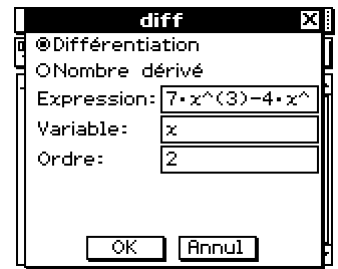 diff
Différentiation
Nombre dérivé
Expression: 7·x^(3)-4·x^
Variable: x
Ordre: 2
OK Annul